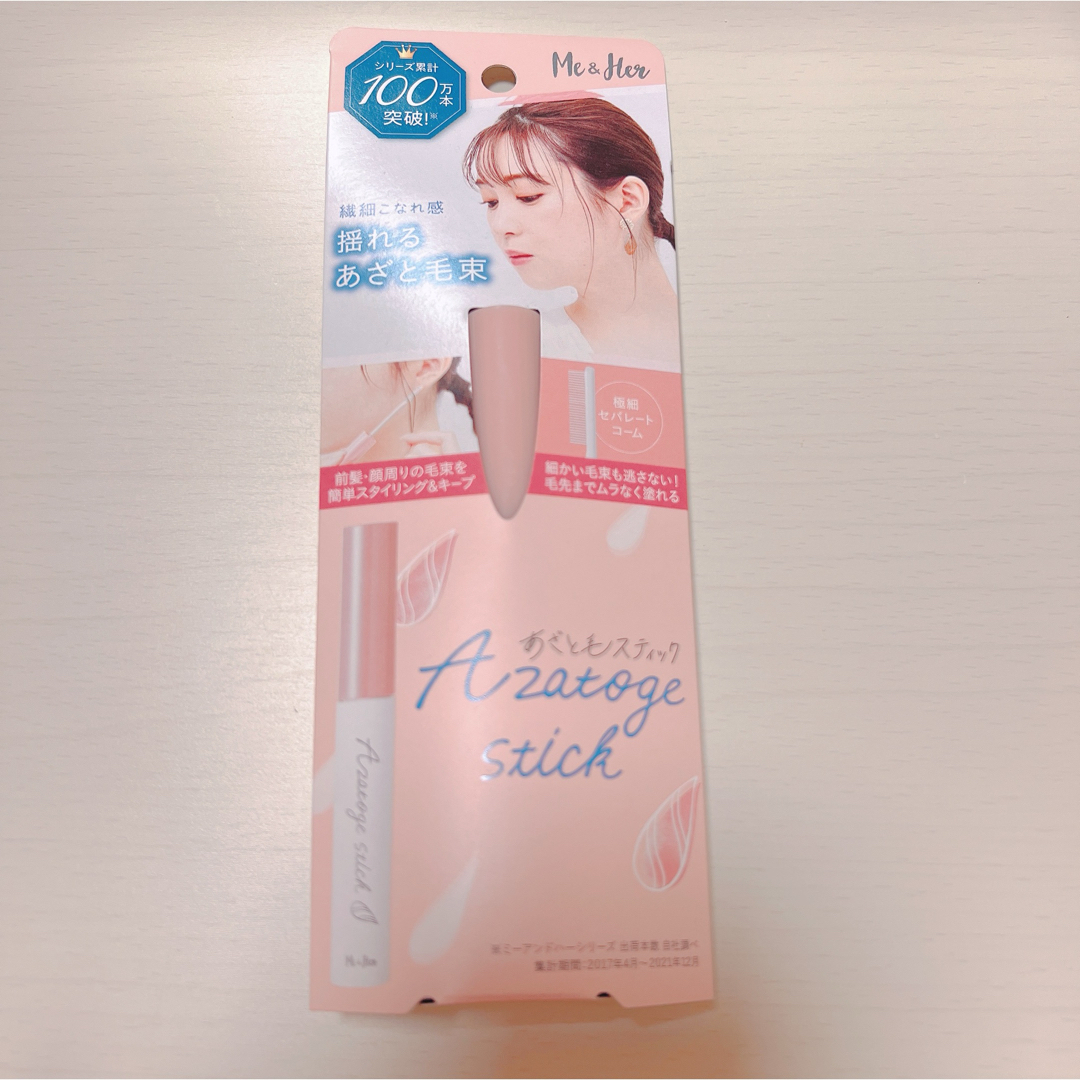 シリーズ累計
100万本
突破!※
Me & Her
繊細こなれ感
揺れる
あざと毛束
極細
セパレート
コーム
前髪・顔周りの毛束を
簡単スタイリング&キープ
細かい毛束も逃さない!
毛先までムラなく塗れる
あざと毛スティック
Azatoge
stick
Azatoge stick
Me & Her
※ミーアンドハーシリーズ 出荷本数 自社調べ
集計期間:2017年4月~2021年12月